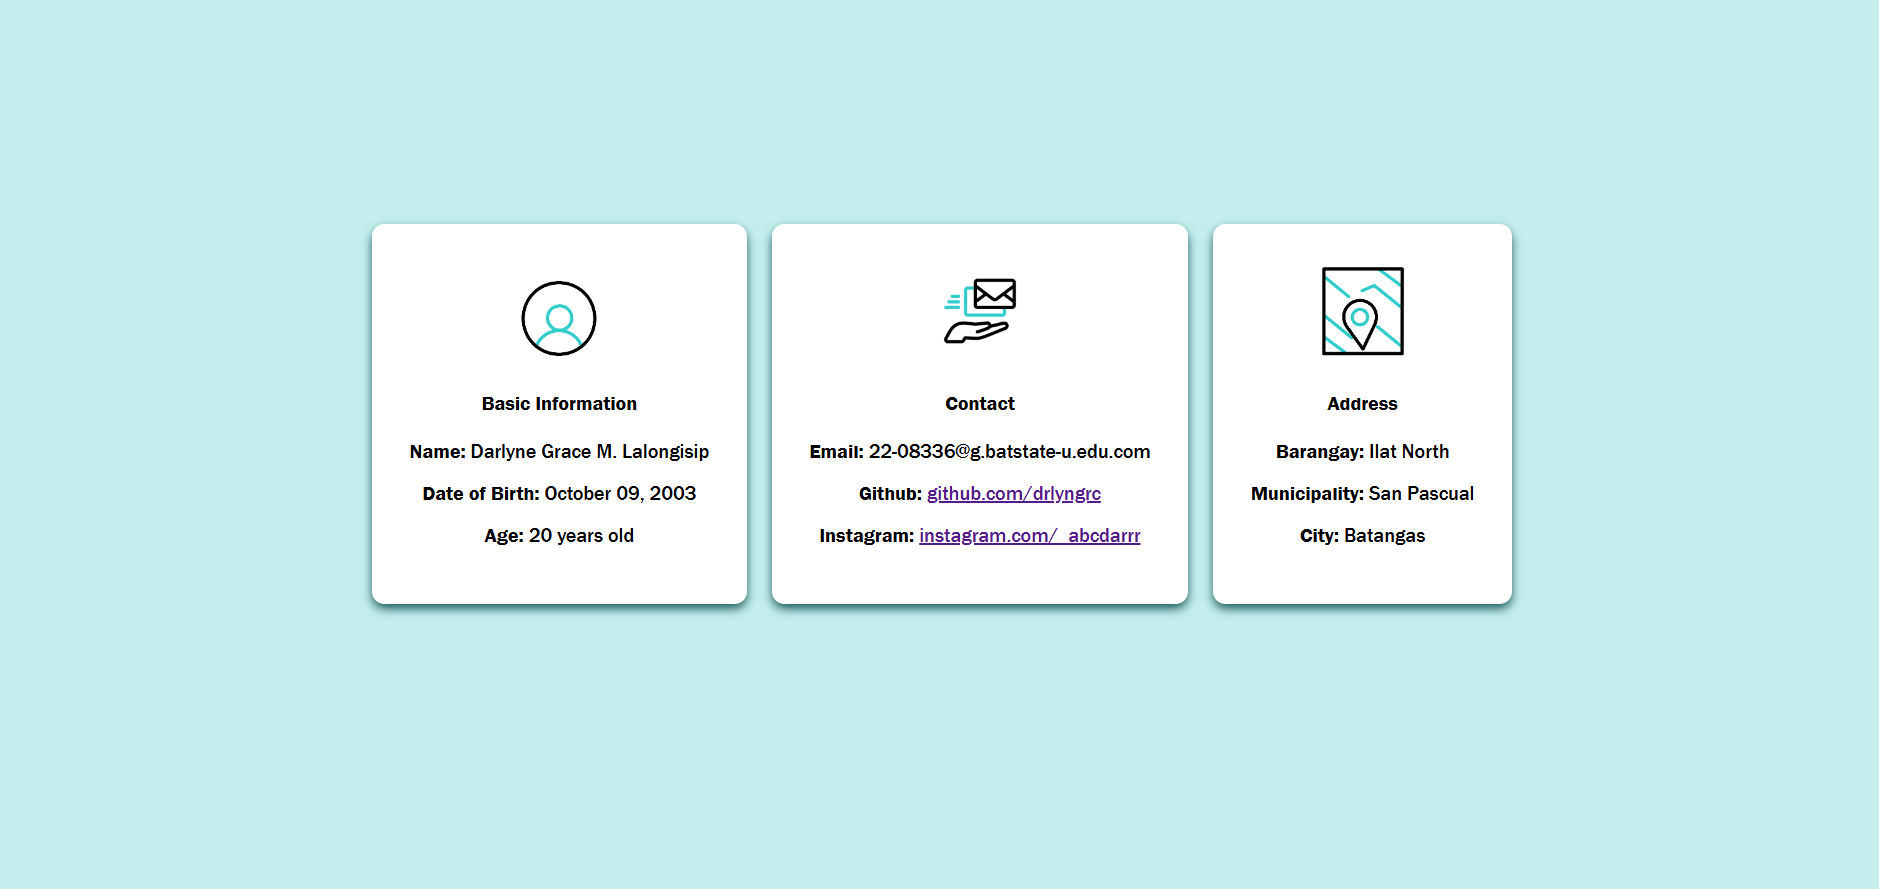 Basic Information
Name: Darlyne Grace M. Lalongisip
Date of Birth: October 09, 2003
Age: 20 years old
Contact
Email: 22-08336@g.batstate-u.edu.com
Github: github.com/drlyngrc
Instagram: instagram.com/_abcdarrr
Address
Barangay: Ilat North
Municipality: San Pascual
City: Batangas